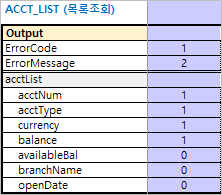 ACCT_LIST (목록조회)
Output
ErrorCode 1
ErrorMessage 2
acctList
acctNum 1
acctType 1
currency 1
balance 1
availableBal 0
branchName 0
openDate 0